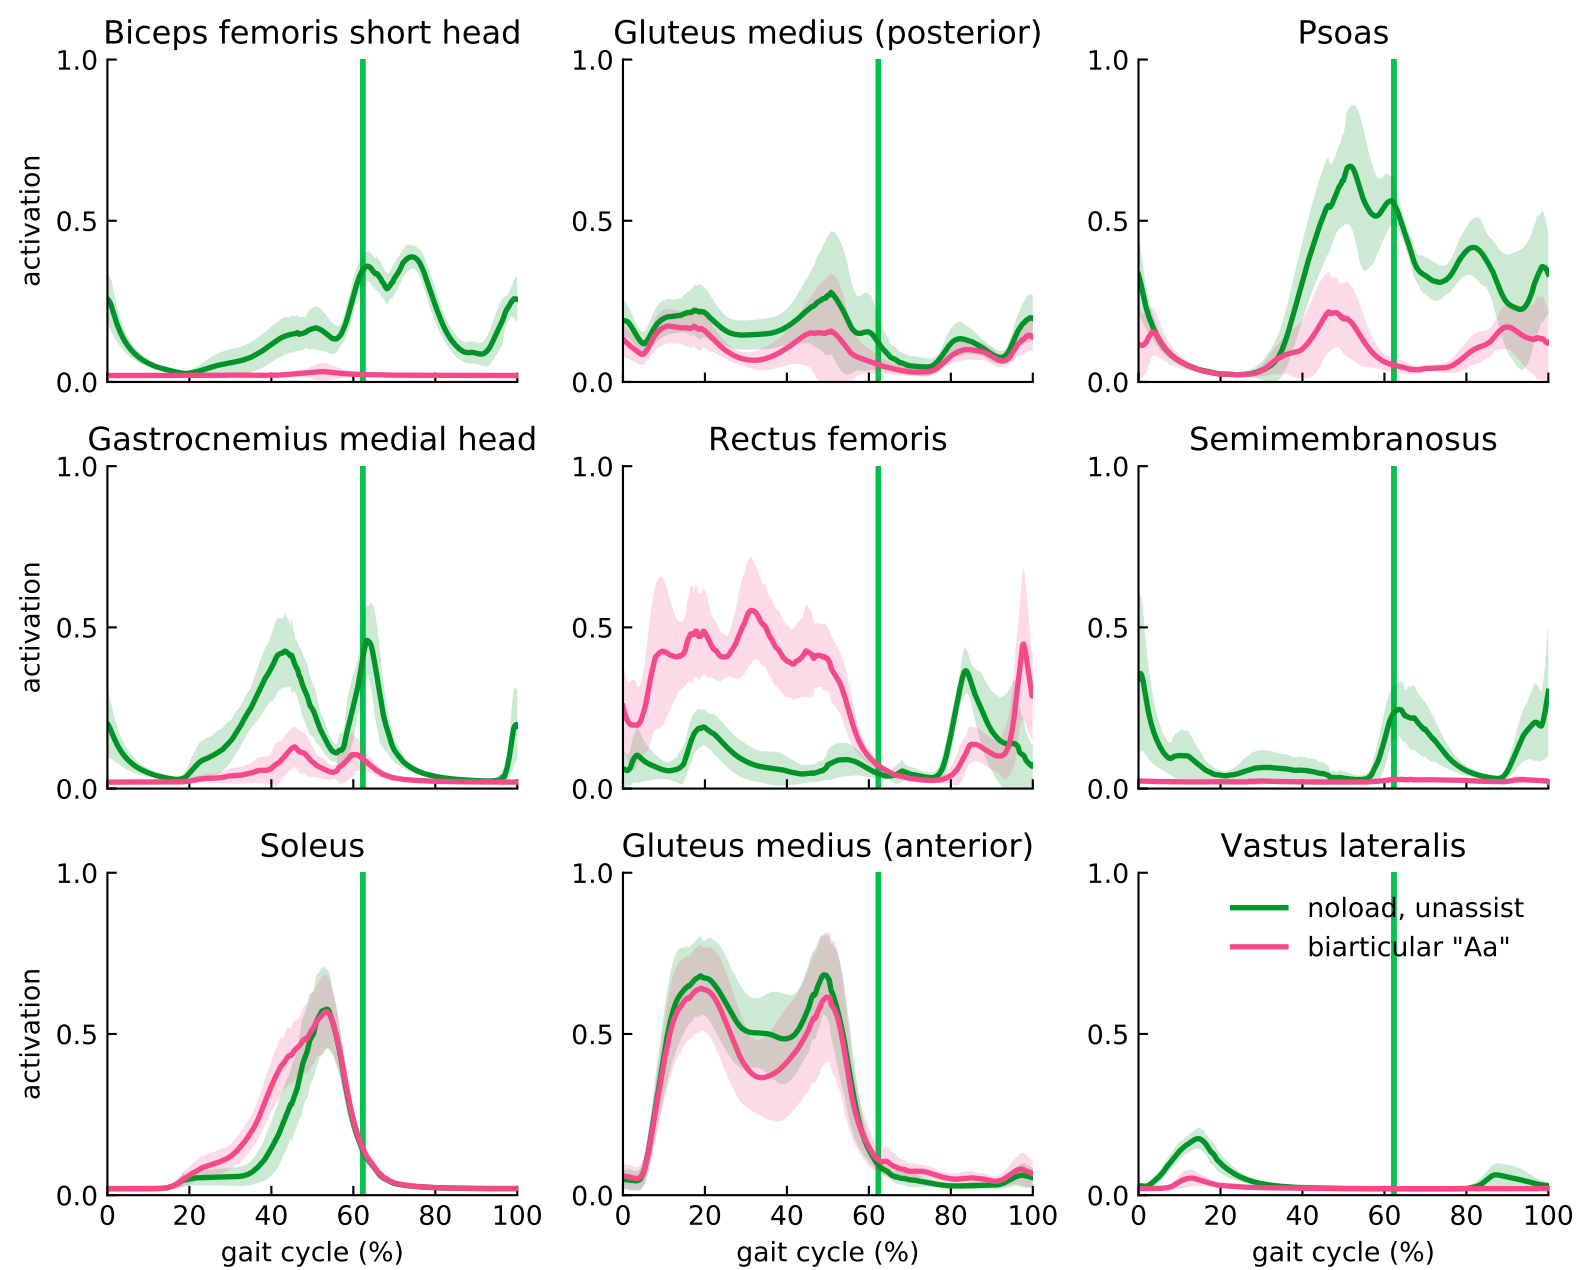 Biceps femoris short head
Gluteus medius (posterior)
Psoas
1.0
0.5
0.0
activation
1.0
0.5
0.0
1.0
0.5
0.0
Gastrocnemius medial head
Rectus femoris
Semimembranosus
1.0
0.5
0.0
activation
1.0
0.5
0.0
1.0
0.5
0.0
Soleus
Gluteus medius (anterior)
Vastus lateralis
1.0
0.5
0.0
activation
0 20 40 60 80 100
gait cycle (%)
1.0
0.5
0.0
0 20 40 60 80 100
gait cycle (%)
1.0
0.5
0.0
noload, unassist
biarticular "Aa"
0 20 40 60 80 100
gait cycle (%)